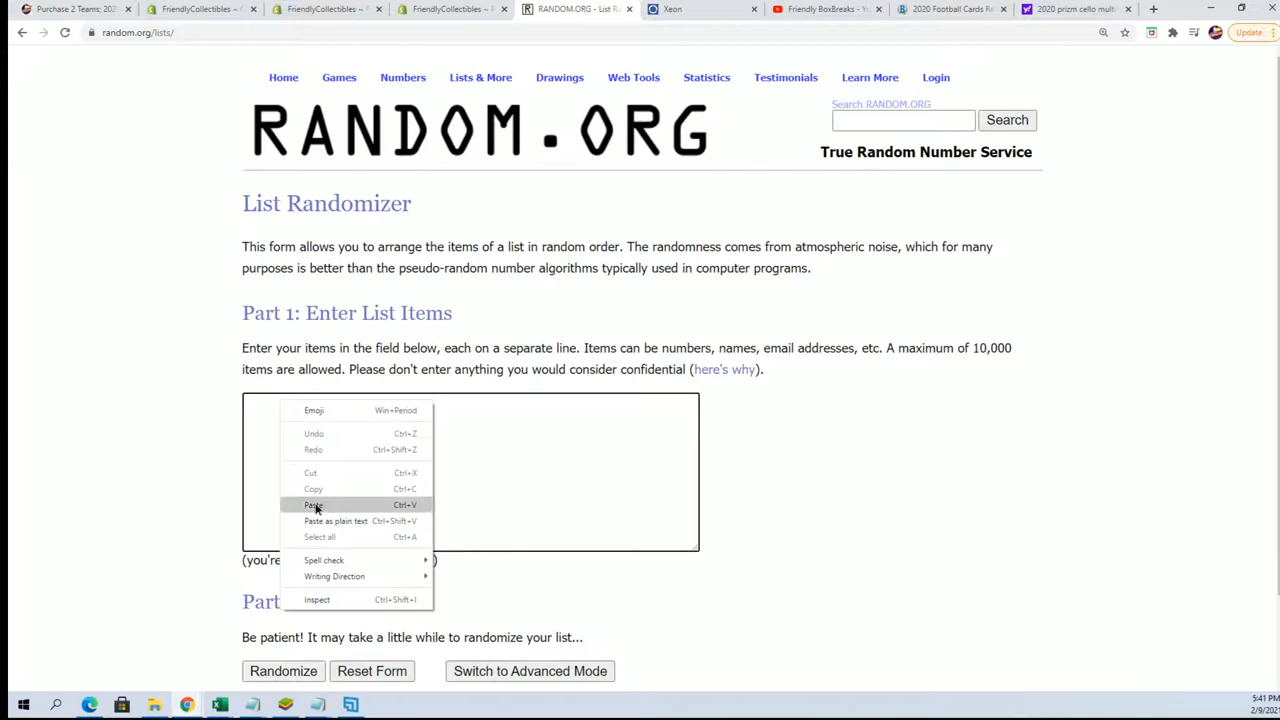 Purchase 2 Teams; 202
FriendlyCollectibles ~
FriendlyCollectibles ~
FriendlyCollectibles ~
RANDOM.ORG - List R
Xeon
Friendly BoxBreaks - Yo
2020 Football Cards Re
2020 prizm cello multi
random.org/lists/
Update
Home Games Numbers Lists & More Drawings Web Tools Statistics Testimonials Learn More Login
RANDOM.ORG
Search RANDOM.ORG
Search
True Random Number Service
List Randomizer
This form allows you to arrange the items of a list in random order. The randomness comes from atmospheric noise, which for many
purposes is better than the pseudo-random number algorithms typically used in computer programs.
Part 1: Enter List Items
Enter your items in the field below, each on a separate line. Items can be numbers, names, email addresses, etc. A maximum of 10,000
items are allowed. Please don't enter anything you would consider confidential (here's why).
Emoji Win+Period
Undo Ctrl+Z
Redo Ctrl+Shift+Z
Cut Ctrl+X
Copy Ctrl+C
Paste Ctrl+V
Paste as plain text Ctrl+Shift+V
Select all Ctrl+A
(you're )
Spell check
Writing Direction
Inspect Ctrl+Shift+I
Part
Be patient! It may take a little while to randomize your list...
Randomize Reset Form Switch to Advanced Mode
5:41 PM
2/9/2021